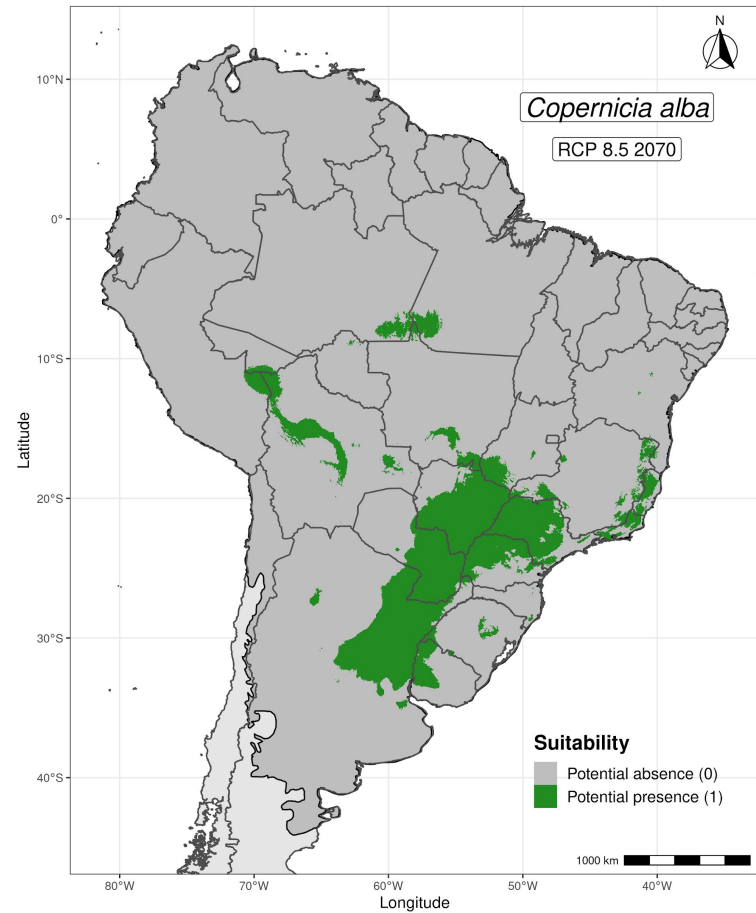 N
10°N
Copernicia alba
RCP 8.5 2070
0°
10°S
Latitude
20°S
30°S
Suitability
Potential absence (0)
Potential presence (1)
40°S
1000 km
80°W 70°W 60°W 50°W 40°W
Longitude